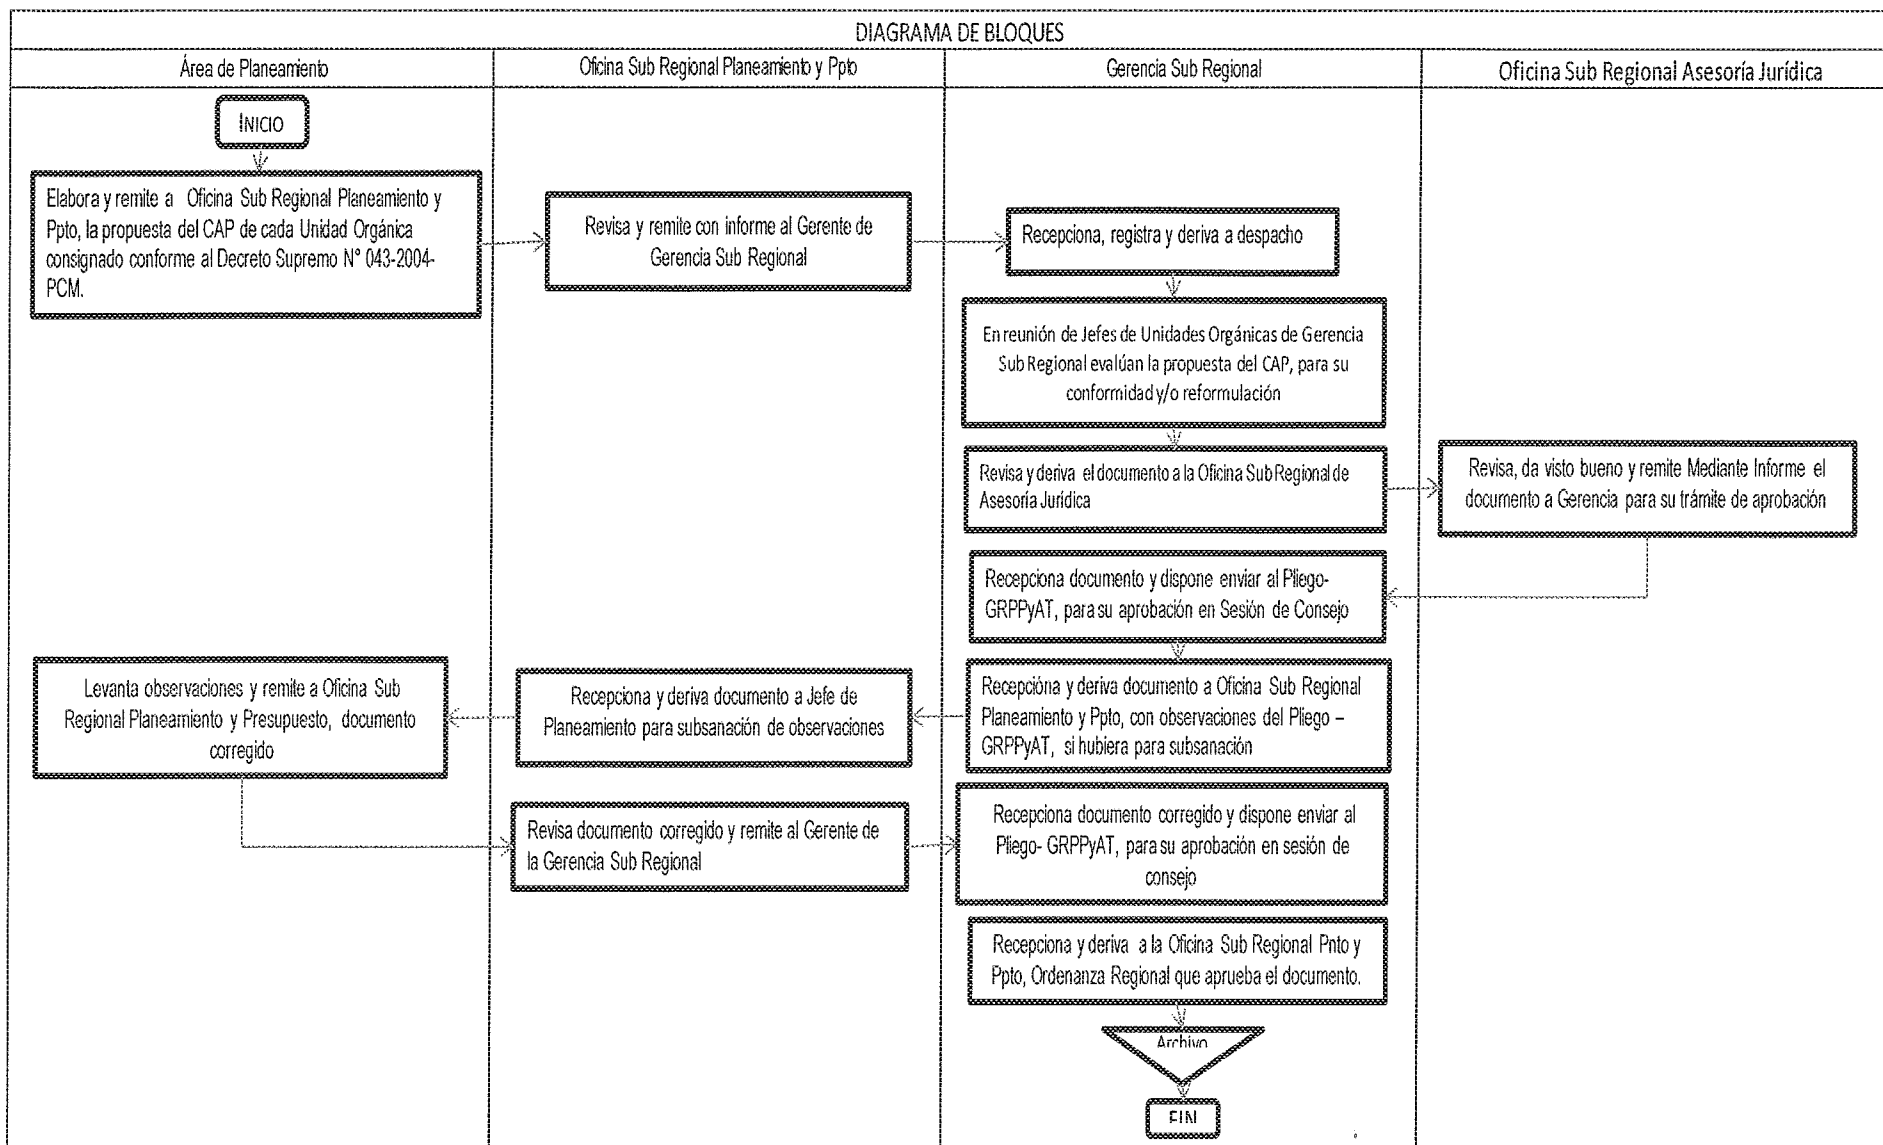 DIAGRAMA DE BLOQUES
Área de Planeamiento
Oficina Sub Regional Planeamiento y Ppto
Gerencia Sub Regional
Oficina Sub Regional Asesoría Jurídica
INICIO
Elabora y remite a Oficina Sub Regional Planeamiento y
Ppto, la propuesta del CAP de cada Unidad Orgánica
consignado conforme al Decreto Supremo N° 043-2004-
PCM.
Revisa y remite con informe al Gerente de
Gerencia Sub Regional
Recepciona, registra y deriva a despacho
En reunión de Jefes de Unidades Orgánicas de Gerencia
Sub Regional evalúan la propuesta del CAP, para su
conformidad y/o reformulación
Revisa y deriva el documento a la Oficina Sub Regional de
Asesoría Jurídica
Revisa, da visto bueno y remite Mediante Informe el
documento a Gerencia para su trámite de aprobación
Recepciona documento y dispone enviar al Pliego-
GRPPyAT, para su aprobación en Sesión de Consejo
Recepcióna y deriva documento a Oficina Sub Regional
Planeamiento y Ppto, con observaciones del Pliego –
GRPPyAT, si hubiera para subsanación
Recepciona y deriva documento a Jefe de
Planeamiento para subsanación de observaciones
Levanta observaciones y remite a Oficina Sub
Regional Planeamiento y Presupuesto, documento
corregido
Revisa documento corregido y remite al Gerente de
la Gerencia Sub Regional
Recepciona documento corregido y dispone enviar al
Pliego- GRPPyAT, para su aprobación en sesión de
consejo
Recepciona y deriva a la Oficina Sub Regional Pnto y
Ppto, Ordenanza Regional que aprueba el documento.
Archivo
FIN